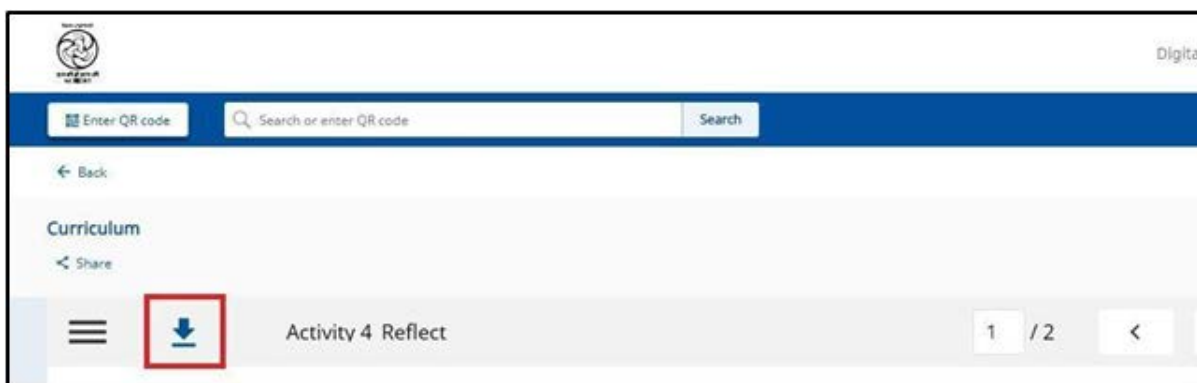 Digita
Enter QR code
Search or enter QR code
Search
Back
Curriculum
Share
Activity 4 Reflect
1 / 2